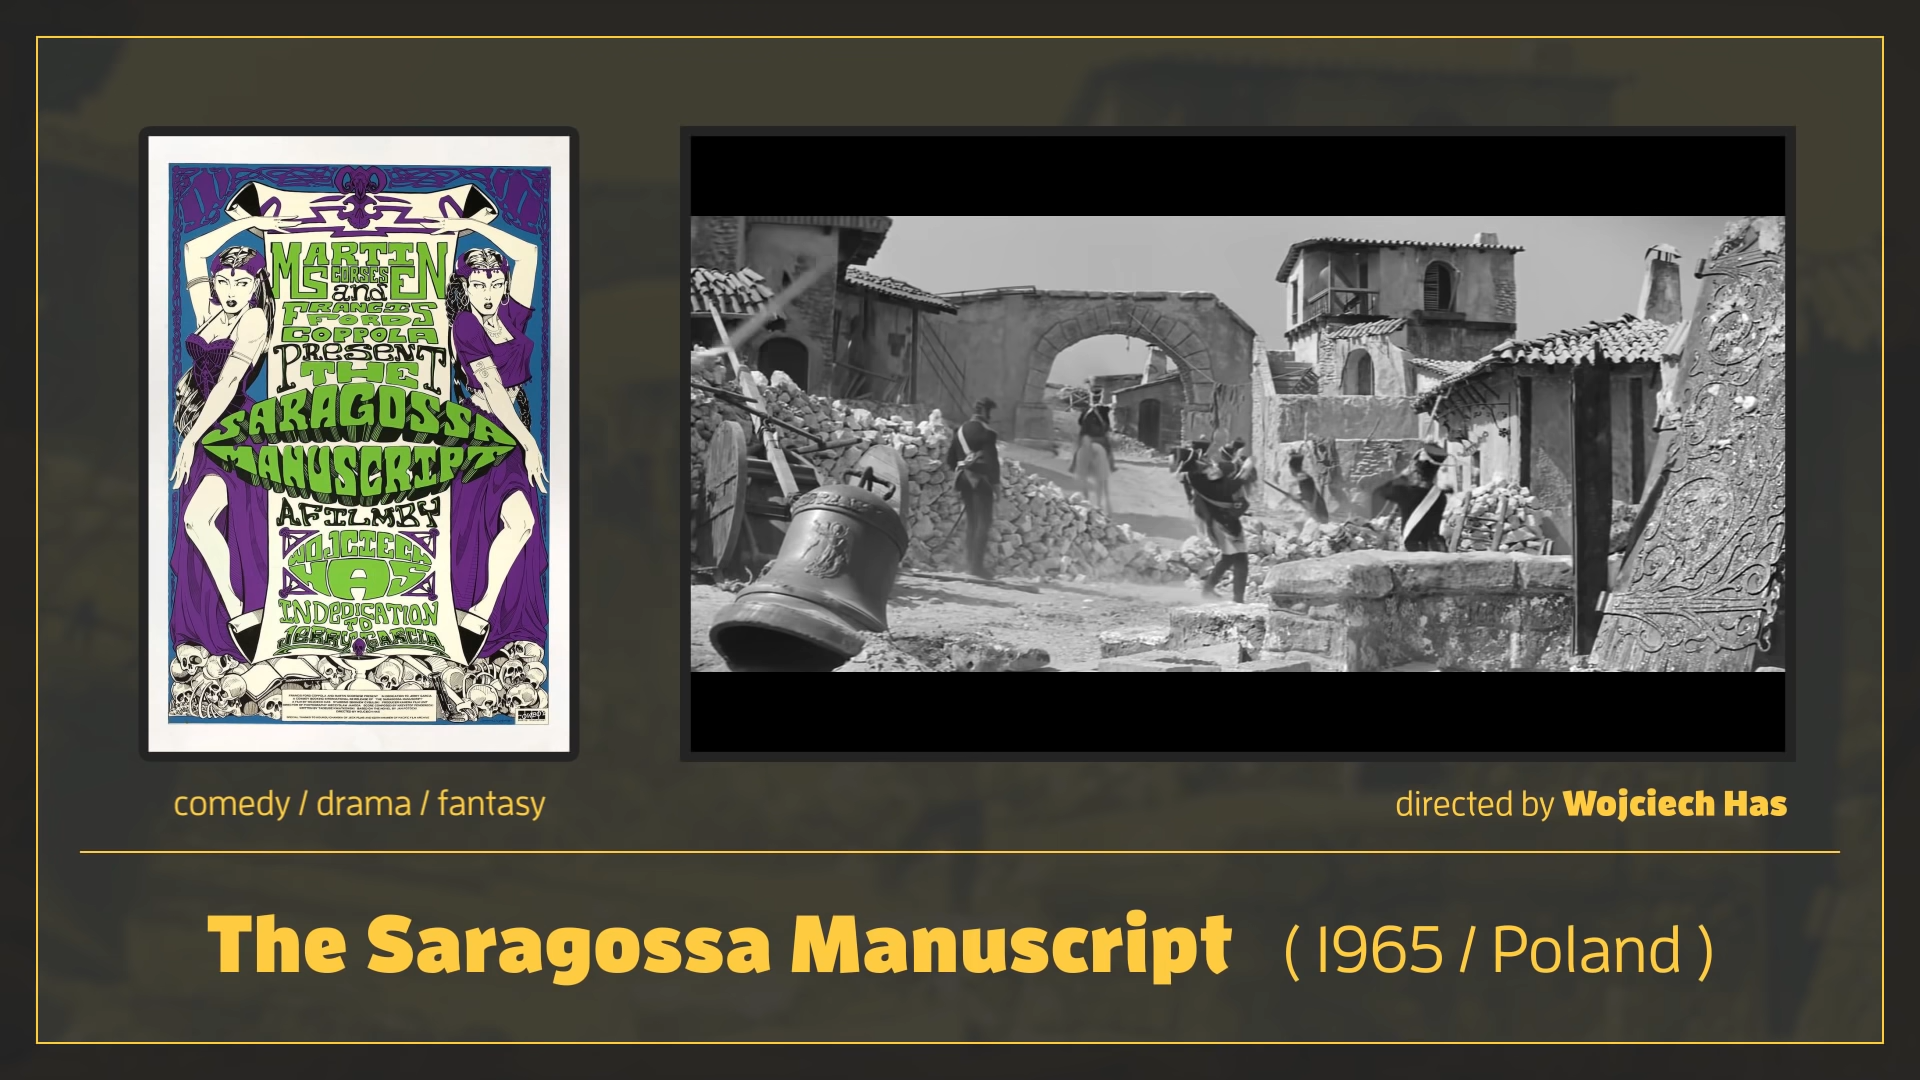 MARTIN
SCORSESE
and
FRANCIS
FORD
COPPOLA
PRESENT
THE
SARAGOSSA
MANUSCRIPT
A FILM BY
WOJCIECH
HAS
IN DEDICATION
TO
JERRY GARCIA
comedy / drama / fantasy
directed by Wojciech Has
The Saragossa Manuscript ( 1965 / Poland )